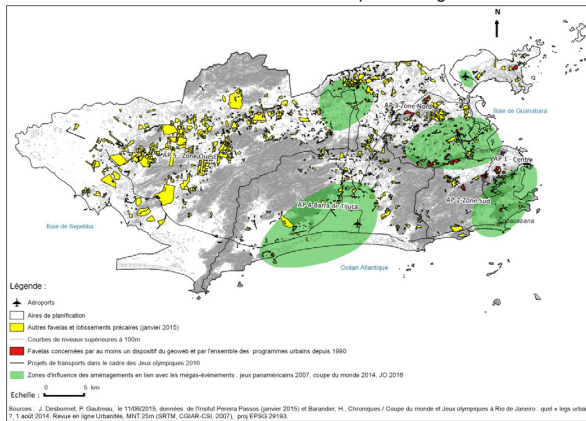 N
AP 3-Zone Nord
Baie de Guanabara
Centre
AP 1 - Centre
AP 5 - Zone Ouest
AP 4-Barra de Tijuca
AP 2-Zone Sud
Baie de Sepetiba
Océan Atlantique
Légende :
Aéroports
Aires de planification
Autres favelas et lotissements précaires (janvier 2015)
Courbes de niveaux supérieures à 100m
Favelas concernées par au moins un dispositif du geoweb et par l'ensemble des programmes urbains depuis 1990
Projets de transports dans le cadre des Jeux olympiques 2016
Zones d'influence des aménagements en lien avec les mégas-événements : jeux panaméricains 2007, coupe du monde 2014, JO 2016
Echelle : 0 5 km
Sources : J. Desbonnet, P. Gautreau, le 11/06/2015, données de l'Insitut Pereira Passos (janvier 2015) et Barandier, H., Chroniques / Coupe du monde et Jeux olympiques à Rio de Janeiro : quel « legs urbai
?, 1 août 2014, Revue en ligne Urbanités, MNT 25m (SRTM, CGIAR-CSI, 2007), proj EPSG 29193.